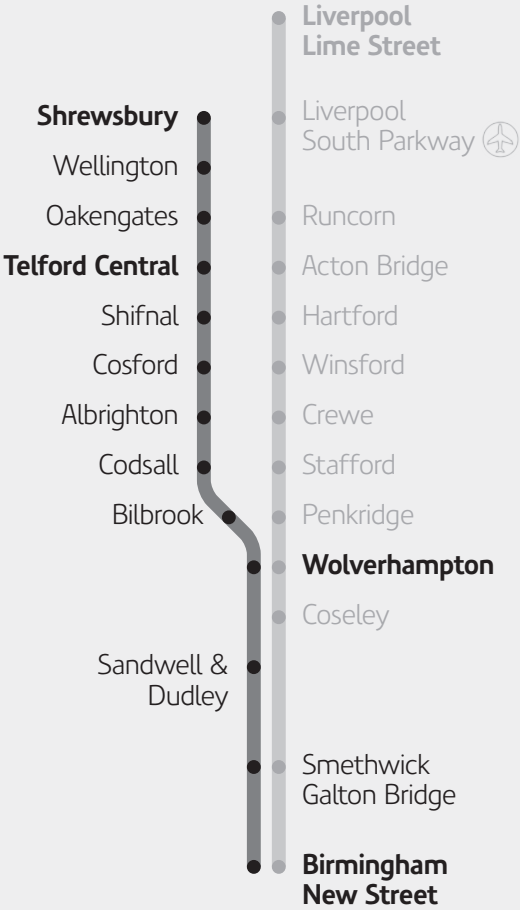 Liverpool
Lime Street
Shrewsbury
Liverpool
South Parkway
Wellington
Oakengates
Runcorn
Telford Central
Acton Bridge
Shifnal
Hartford
Cosford
Winsford
Albrighton
Crewe
Codsall
Stafford
Bilbrook
Penkridge
Wolverhampton
Coseley
Sandwell &
Dudley
Smethwick
Galton Bridge
Birmingham
New Street